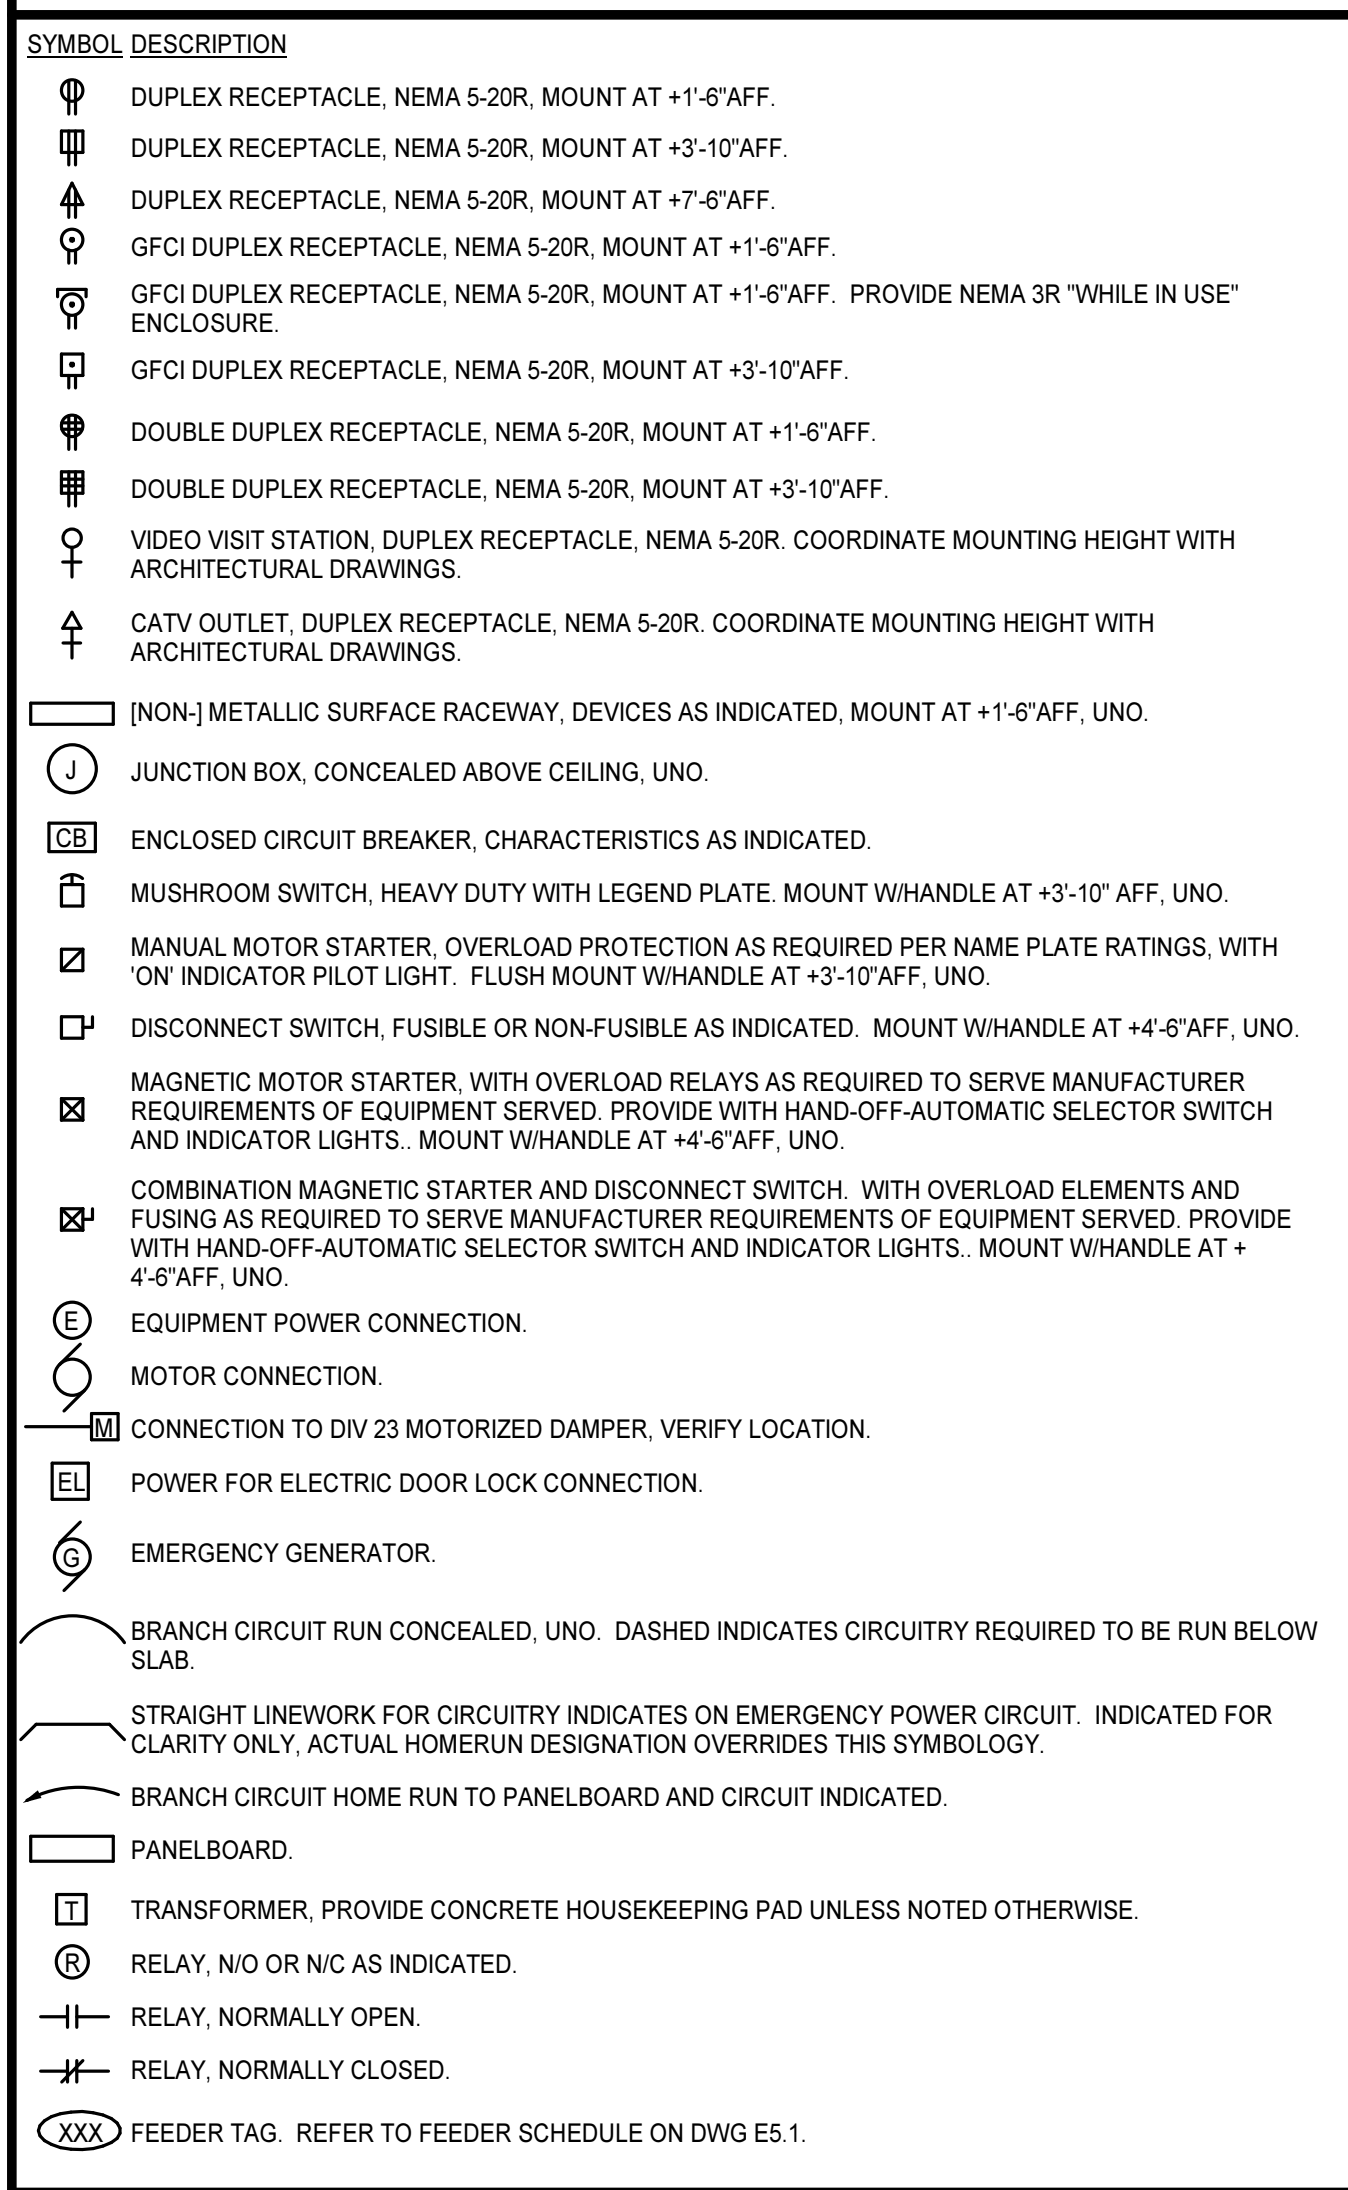 SYMBOL DESCRIPTION
DUPLEX RECEPTACLE, NEMA 5-20R, MOUNT AT +1'-6"AFF.
DUPLEX RECEPTACLE, NEMA 5-20R, MOUNT AT +3'-10"AFF.
DUPLEX RECEPTACLE, NEMA 5-20R, MOUNT AT +7'-6"AFF.
GFCI DUPLEX RECEPTACLE, NEMA 5-20R, MOUNT AT +1'-6"AFF.
GFCI DUPLEX RECEPTACLE, NEMA 5-20R, MOUNT AT +1'-6"AFF. PROVIDE NEMA 3R "WHILE IN USE"
ENCLOSURE.
GFCI DUPLEX RECEPTACLE, NEMA 5-20R, MOUNT AT +3'-10"AFF.
DOUBLE DUPLEX RECEPTACLE, NEMA 5-20R, MOUNT AT +1'-6"AFF.
DOUBLE DUPLEX RECEPTACLE, NEMA 5-20R, MOUNT AT +3'-10"AFF.
VIDEO VISIT STATION, DUPLEX RECEPTACLE, NEMA 5-20R. COORDINATE MOUNTING HEIGHT WITH
ARCHITECTURAL DRAWINGS.
CATV OUTLET, DUPLEX RECEPTACLE, NEMA 5-20R. COORDINATE MOUNTING HEIGHT WITH
ARCHITECTURAL DRAWINGS.
[NON-] METALLIC SURFACE RACEWAY, DEVICES AS INDICATED, MOUNT AT +1'-6"AFF, UNO.
J JUNCTION BOX, CONCEALED ABOVE CEILING, UNO.
CB ENCLOSED CIRCUIT BREAKER, CHARACTERISTICS AS INDICATED.
MUSHROOM SWITCH, HEAVY DUTY WITH LEGEND PLATE. MOUNT W/HANDLE AT +3'-10" AFF, UNO.
MANUAL MOTOR STARTER, OVERLOAD PROTECTION AS REQUIRED PER NAME PLATE RATINGS, WITH
'ON' INDICATOR PILOT LIGHT. FLUSH MOUNT W/HANDLE AT +3'-10"AFF, UNO.
DISCONNECT SWITCH, FUSIBLE OR NON-FUSIBLE AS INDICATED. MOUNT W/HANDLE AT +4'-6"AFF, UNO.
MAGNETIC MOTOR STARTER, WITH OVERLOAD RELAYS AS REQUIRED TO SERVE MANUFACTURER
REQUIREMENTS OF EQUIPMENT SERVED. PROVIDE WITH HAND-OFF-AUTOMATIC SELECTOR SWITCH
AND INDICATOR LIGHTS.. MOUNT W/HANDLE AT +4'-6"AFF, UNO.
COMBINATION MAGNETIC STARTER AND DISCONNECT SWITCH. WITH OVERLOAD ELEMENTS AND
FUSING AS REQUIRED TO SERVE MANUFACTURER REQUIREMENTS OF EQUIPMENT SERVED. PROVIDE
WITH HAND-OFF-AUTOMATIC SELECTOR SWITCH AND INDICATOR LIGHTS.. MOUNT W/HANDLE AT +
4'-6"AFF, UNO.
E EQUIPMENT POWER CONNECTION.
MOTOR CONNECTION.
M CONNECTION TO DIV 23 MOTORIZED DAMPER, VERIFY LOCATION.
EL POWER FOR ELECTRIC DOOR LOCK CONNECTION.
G EMERGENCY GENERATOR.
BRANCH CIRCUIT RUN CONCEALED, UNO. DASHED INDICATES CIRCUITRY REQUIRED TO BE RUN BELOW
SLAB.
STRAIGHT LINEWORK FOR CIRCUITRY INDICATES ON EMERGENCY POWER CIRCUIT. INDICATED FOR
CLARITY ONLY, ACTUAL HOMERUN DESIGNATION OVERRIDES THIS SYMBOLOGY.
BRANCH CIRCUIT HOME RUN TO PANELBOARD AND CIRCUIT INDICATED.
PANELBOARD.
T TRANSFORMER, PROVIDE CONCRETE HOUSEKEEPING PAD UNLESS NOTED OTHERWISE.
R RELAY, N/O OR N/C AS INDICATED.
RELAY, NORMALLY OPEN.
RELAY, NORMALLY CLOSED.
XXX FEEDER TAG. REFER TO FEEDER SCHEDULE ON DWG E5.1.